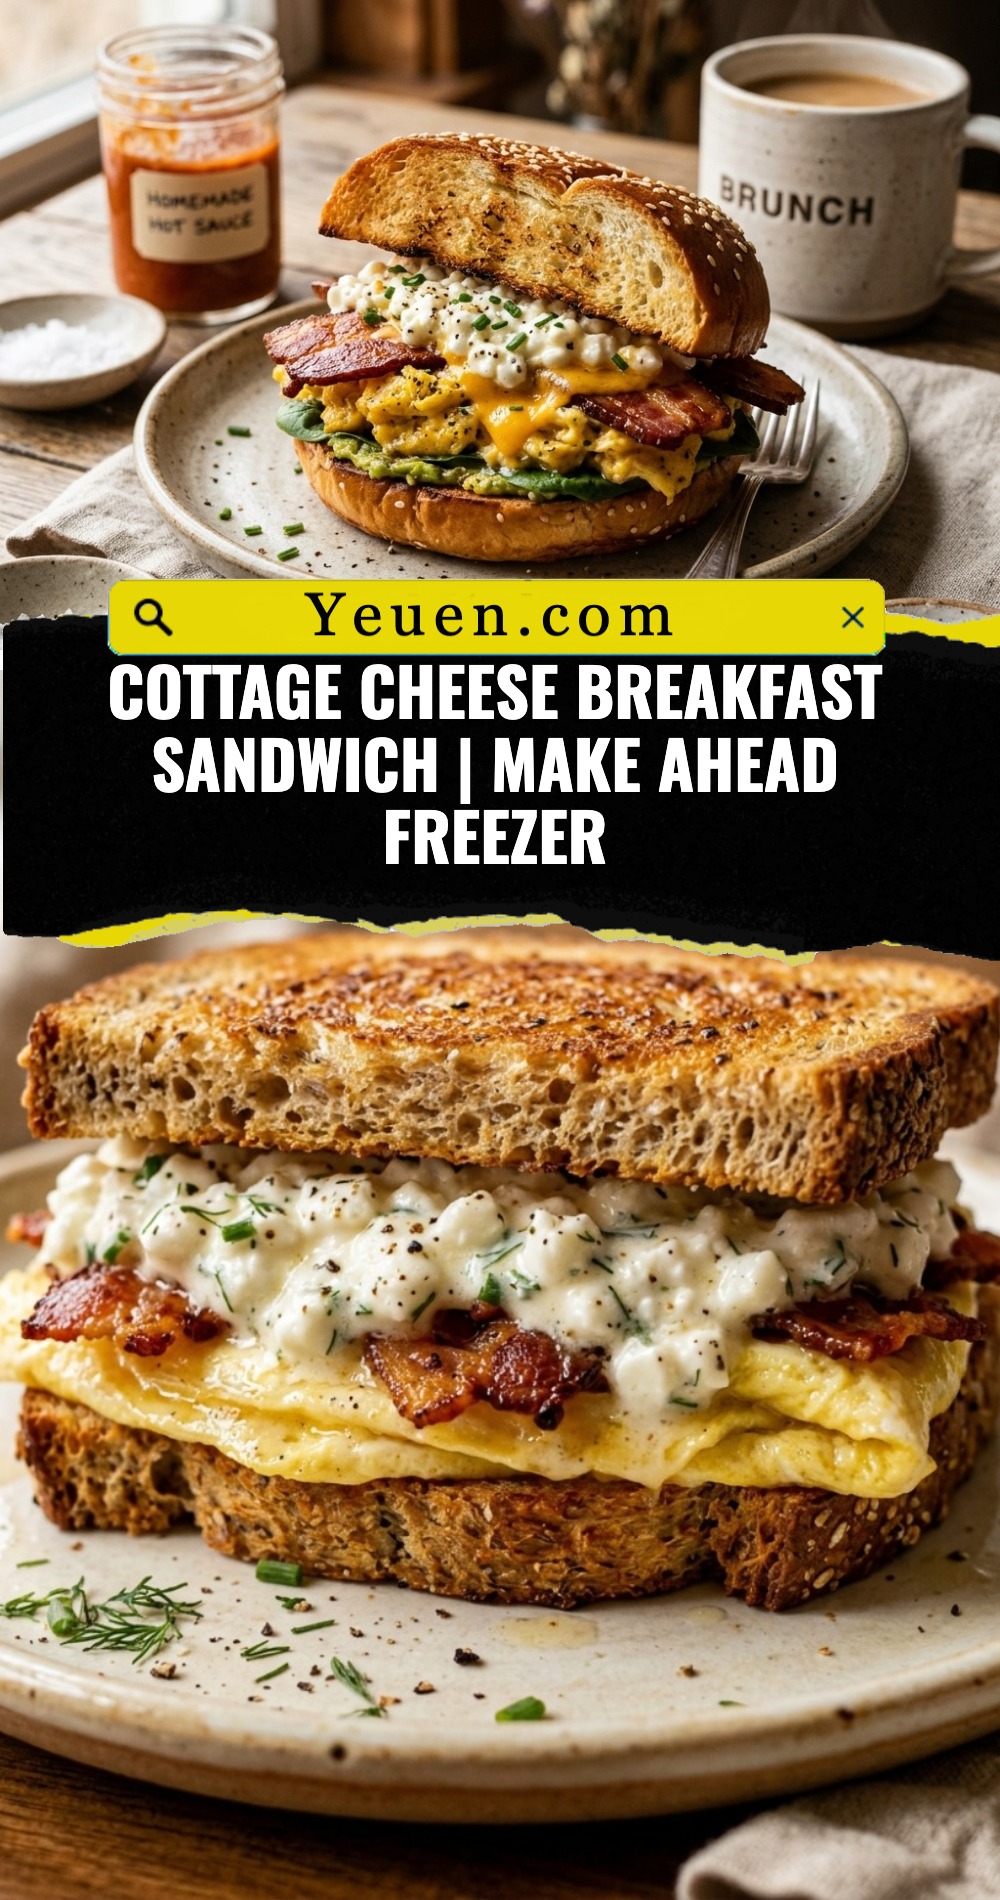 HOMEMADE
HOT SAUCE
BRUNCH
Yeuen.com
COTTAGE CHEESE BREAKFAST
SANDWICH | MAKE AHEAD
FREEZER